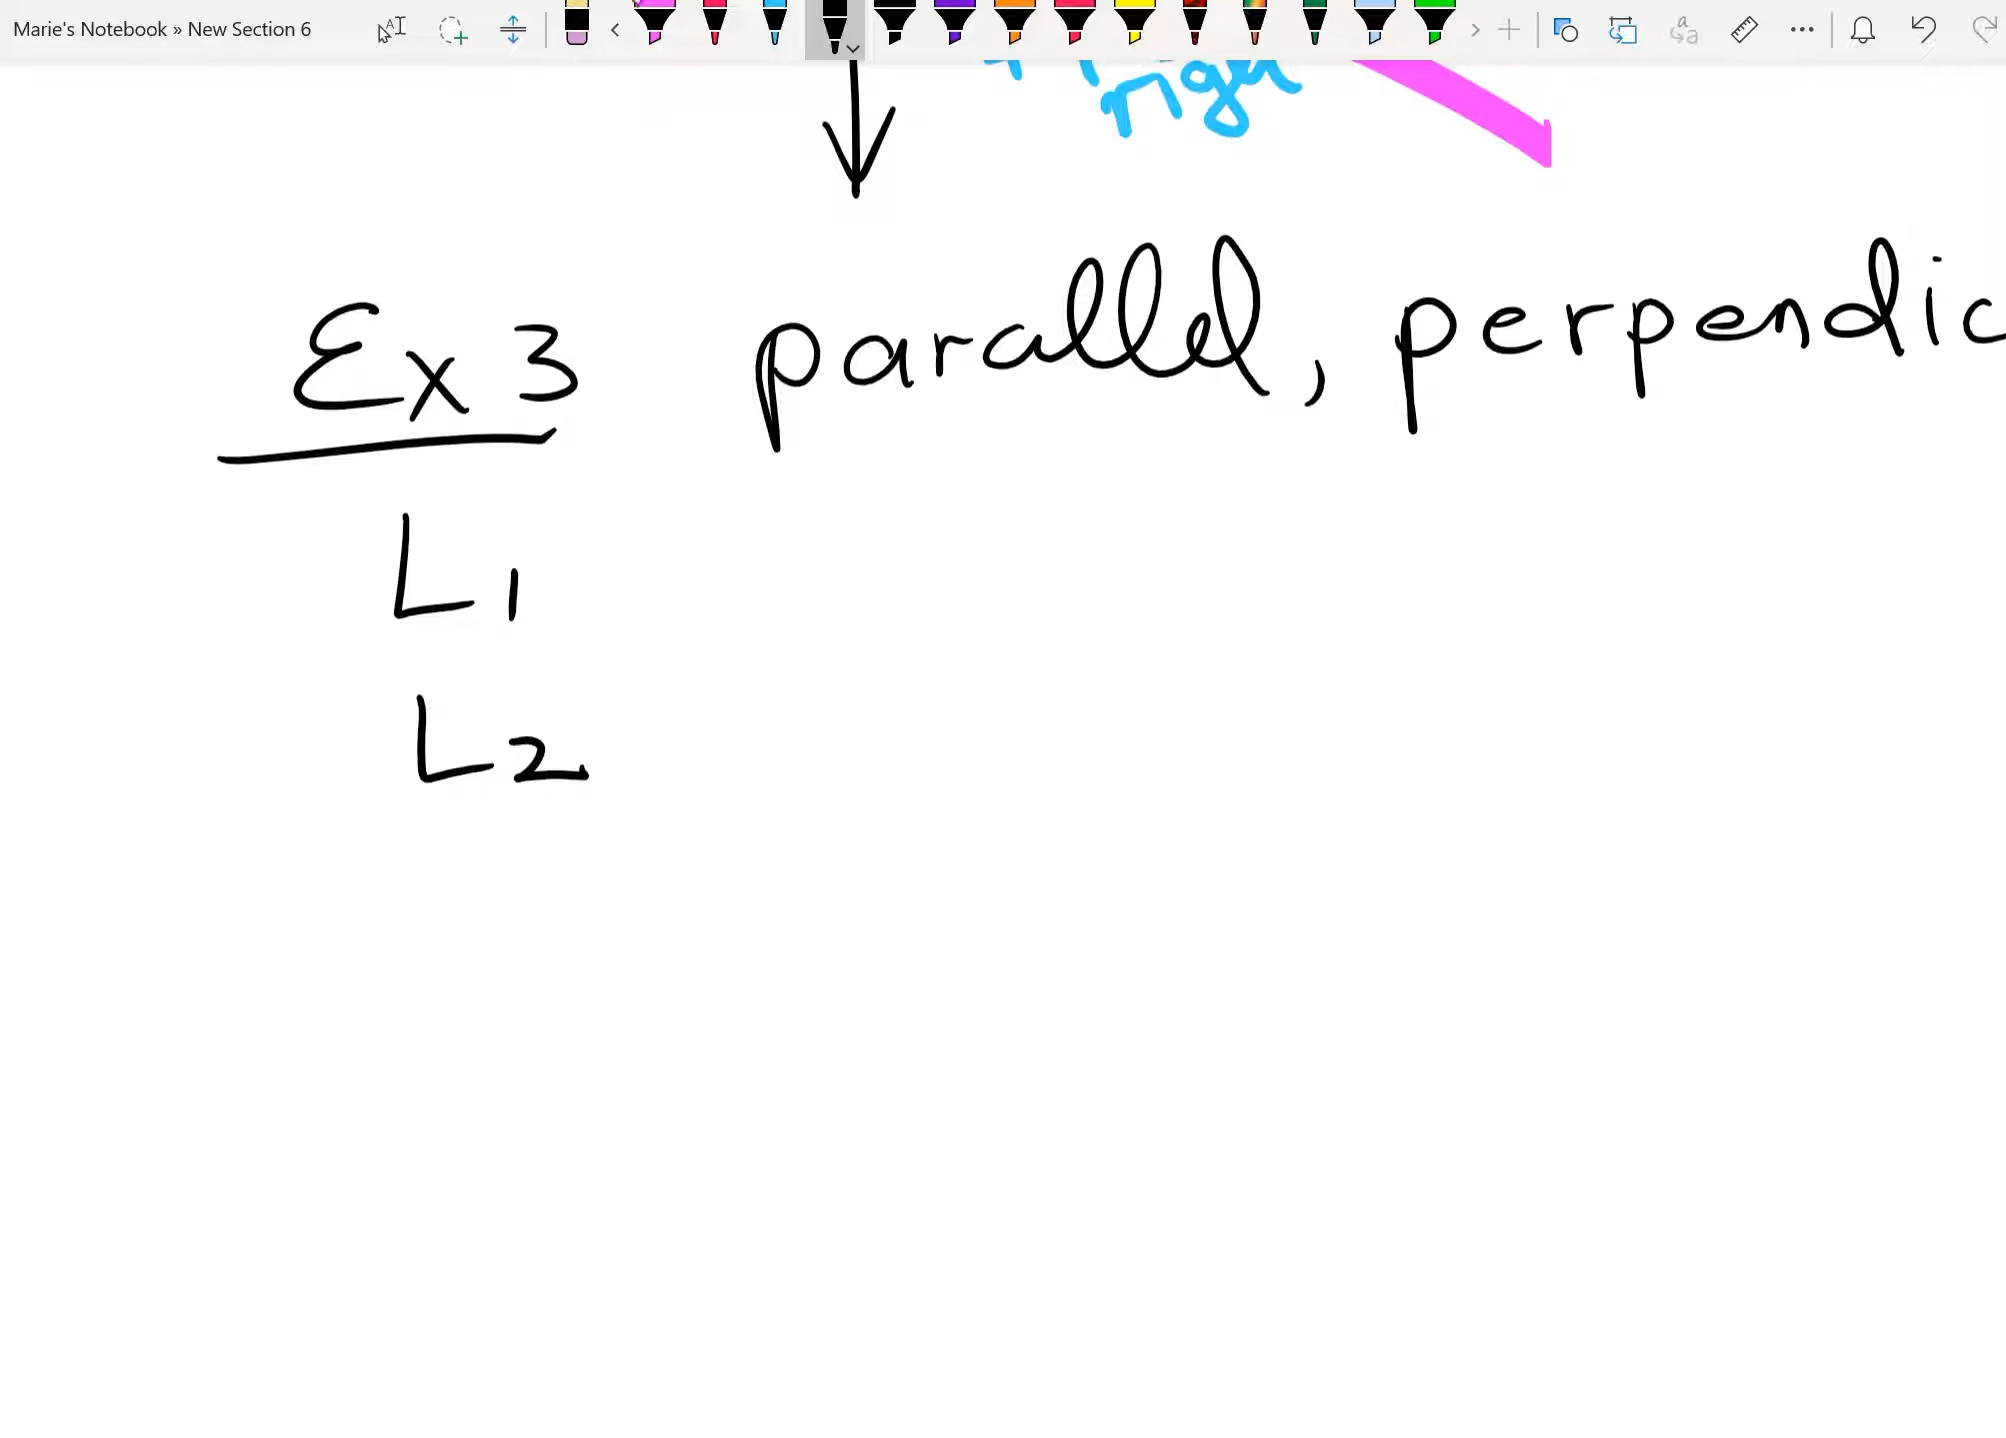 Marie's Notebook » New Section 6
Ex 3 parallel, perpendic
L1
L2